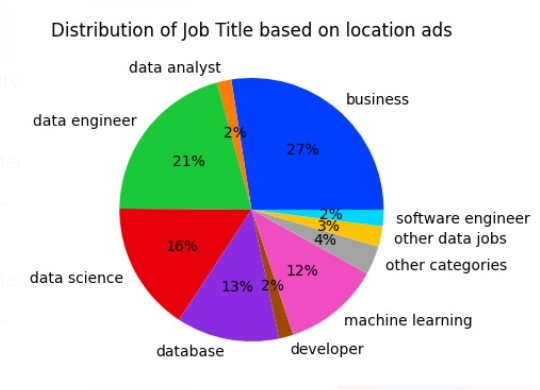 Distribution of Job Title based on location ads
data analyst
business
data engineer
2%
27%
21%
2%
software engineer
3%
other data jobs
4%
16%
other categories
12%
data science
13%
2%
machine learning
database
developer